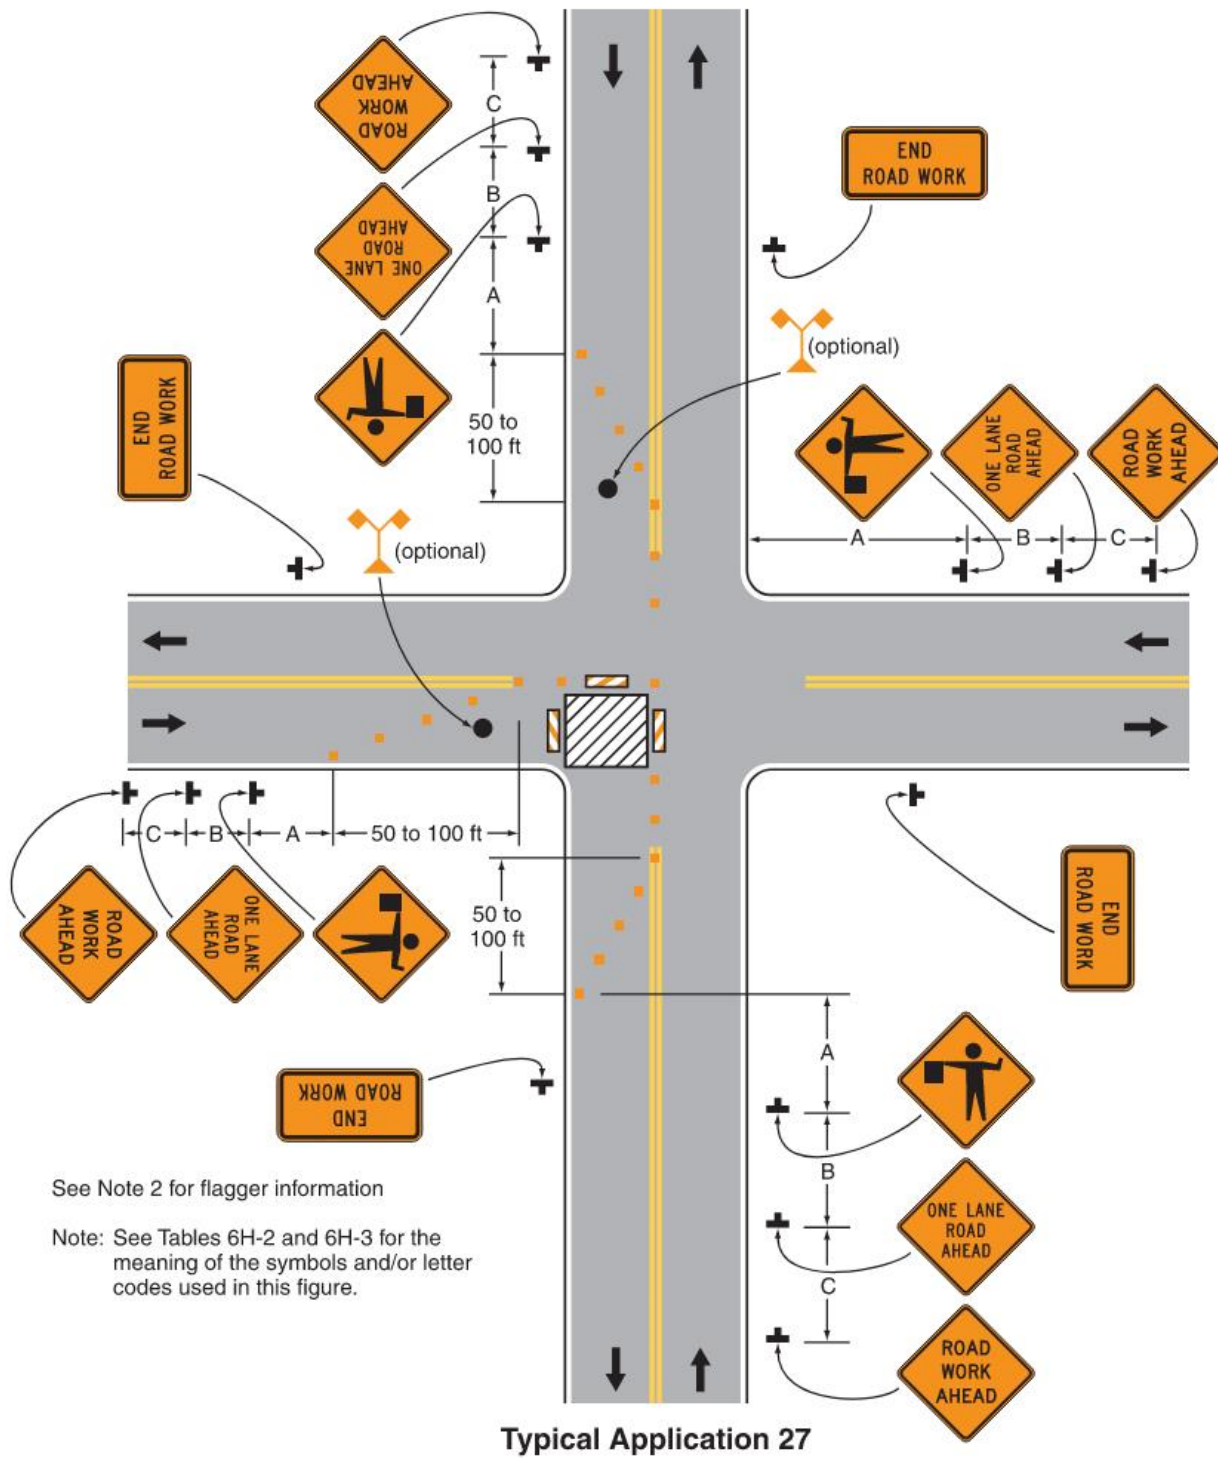 ROAD
WORK
AHEAD
C
END
ROAD WORK
B
ONE LANE
ROAD
AHEAD
A
(optional)
END
ROAD WORK
50 to
100 ft
ONE LANE
ROAD
AHEAD
ROAD
WORK
AHEAD
(optional)
A
B
C
C
B
A
50 to 100 ft
ROAD
WORK
AHEAD
ONE LANE
ROAD
AHEAD
50 to
100 ft
END
ROAD WORK
A
END
ROAD WORK
B
ONE LANE
ROAD
AHEAD
C
ROAD
WORK
AHEAD
See Note 2 for flagger information
Note: See Tables 6H-2 and 6H-3 for the
meaning of the symbols and/or letter
codes used in this figure.
Typical Application 27